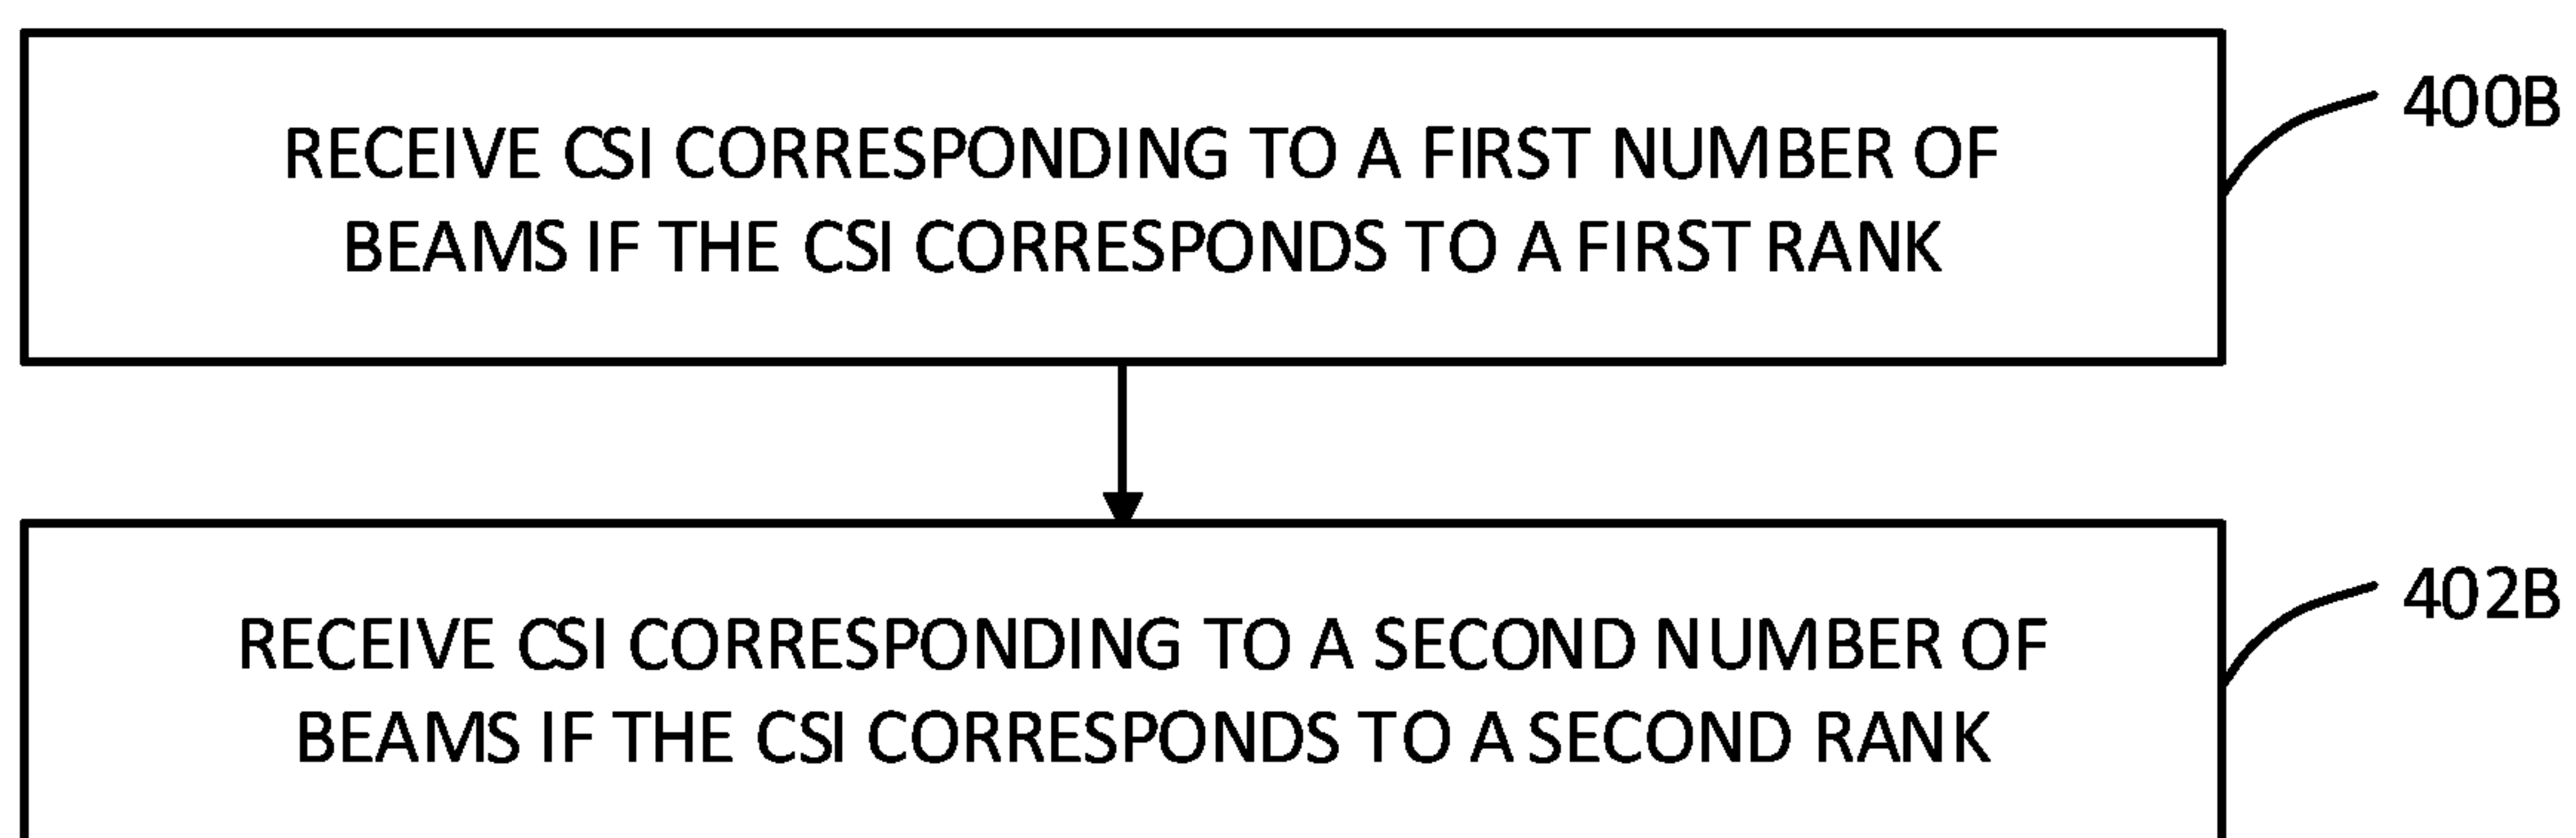 RECEIVE CSI CORRESPONDING TO A FIRST NUMBER OF
BEAMS IF THE CSI CORRESPONDS TO A FIRST RANK
400B
RECEIVE CSI CORRESPONDING TO A SECOND NUMBER OF
BEAMS IF THE CSI CORRESPONDS TO A SECOND RANK
402B